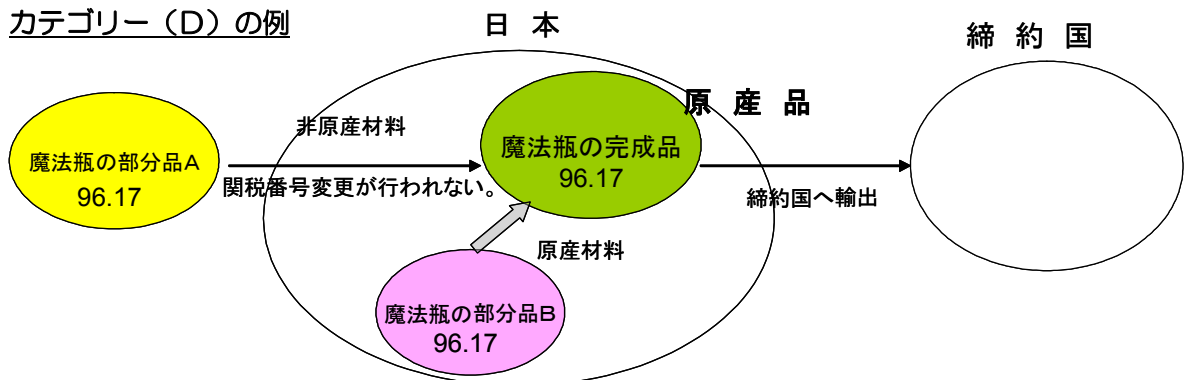 カテゴリー（Ｄ）の例
日 本
締 約 国
原 産 品
魔法瓶の部分品Ａ
96.17
非原産材料
関税番号変更が行われない。
魔法瓶の完成品
96.17
締約国へ輸出
原産材料
魔法瓶の部分品Ｂ
96.17